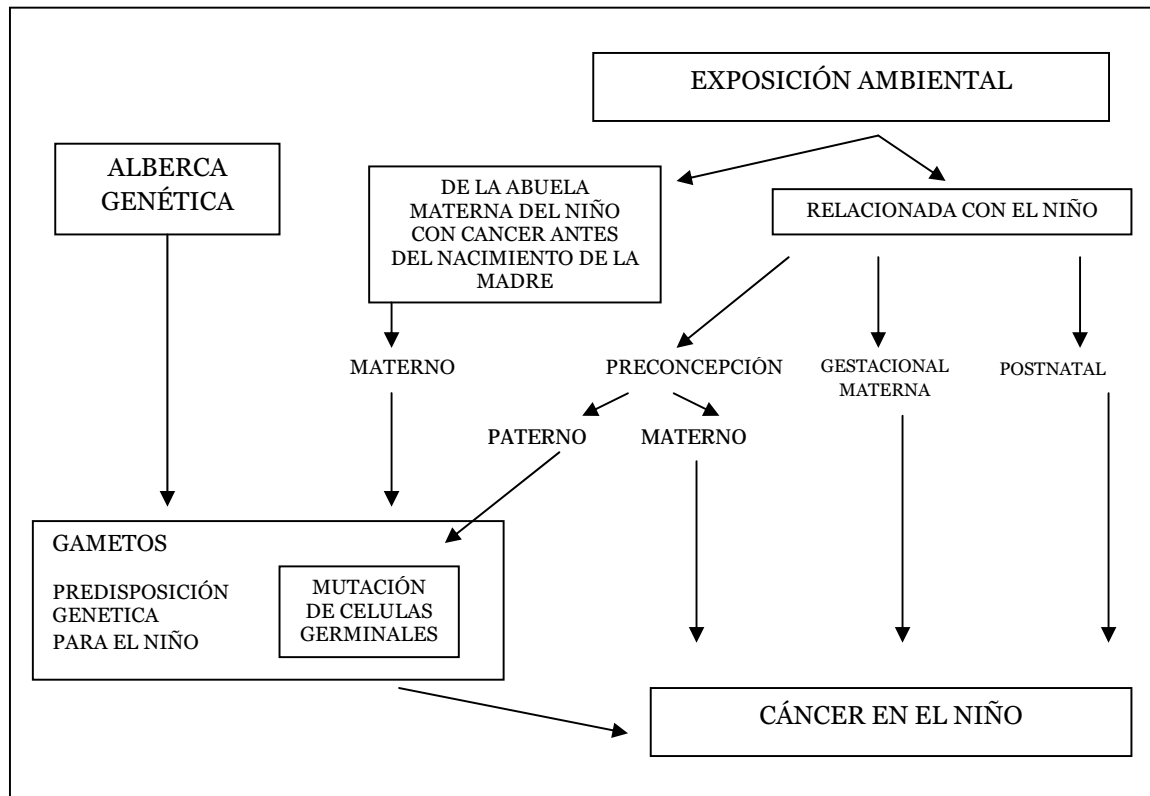 EXPOSICIÓN AMBIENTAL
ALBERCA
GENÉTICA
DE LA ABUELA
MATERNA DEL NIÑO
CON CANCER ANTES
DEL NACIMIENTO DE LA
MADRE
RELACIONADA CON EL NIÑO
MATERNO
PRECONCEPCIÓN
GESTACIONAL
MATERNA
POSTNATAL
PATERNO
MATERNO
GAMETOS
PREDISPOSICIÓN
GENETICA
PARA EL NIÑO
MUTACIÓN
DE CELULAS
GERMINALES
CÁNCER EN EL NIÑO